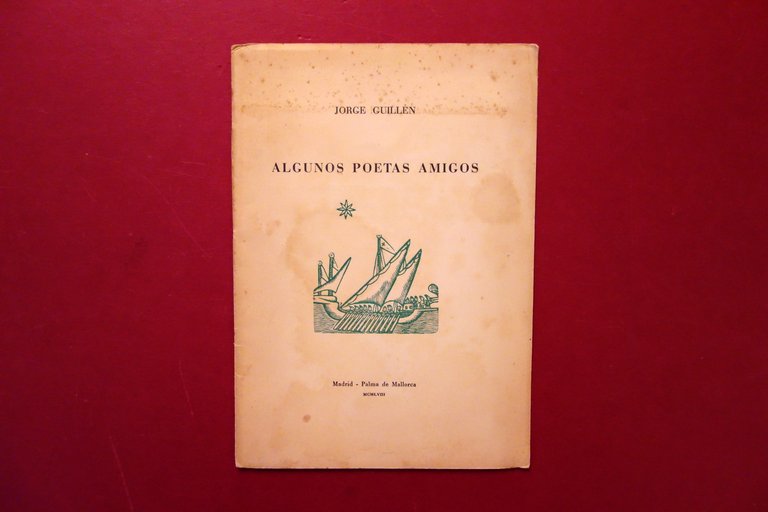 JORGE GUILLÉN
ALGUNOS POETAS AMIGOS
Madrid - Palma de Mallorca
MCMLVIII